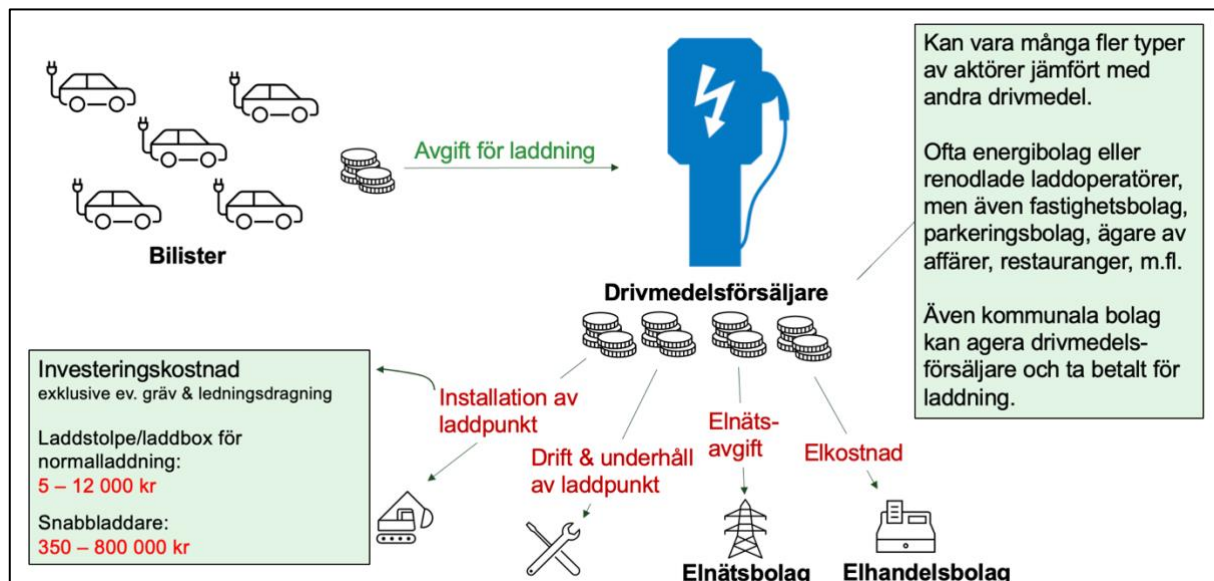 Kan vara många fler typer
av aktörer jämfört med
andra drivmedel.
Ofta energibolag eller
renodlade laddoperatörer,
men även fastighetsbolag,
parkeringsbolag, ägare av
affärer, restauranger, m.fl.
Även kommunala bolag
kan agera drivmedels-
försäljare och ta betalt för
laddning.
Avgift för laddning
Bilister
Drivmedelsförsäljare
Investeringskostnad
exklusive ev. gräv & ledningsdragning
Laddstolpe/laddbox för
normalladdning:
5 – 12 000 kr
Snabbladdare:
350 – 800 000 kr
Installation av
laddpunkt
Drift & underhåll
av laddpunkt
Elnäts-
avgift
Elkostnad
Elnätsbolag
Elhandelsbolag